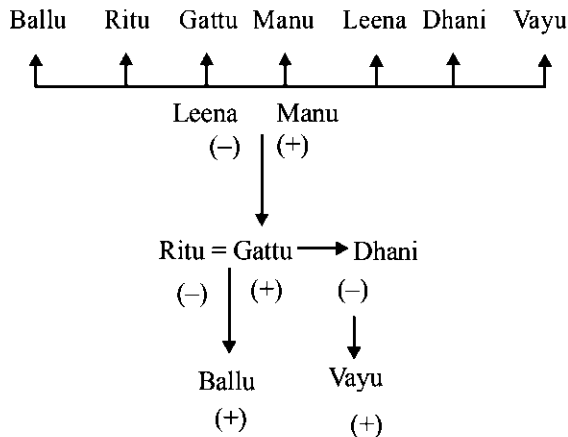 Ballu Ritu Gattu Manu Leena Dhani Vayu
Leena Manu
(–) (+)
Ritu = Gattu Dhani
(–) (+) (–)
Ballu Vayu
(+) (+)